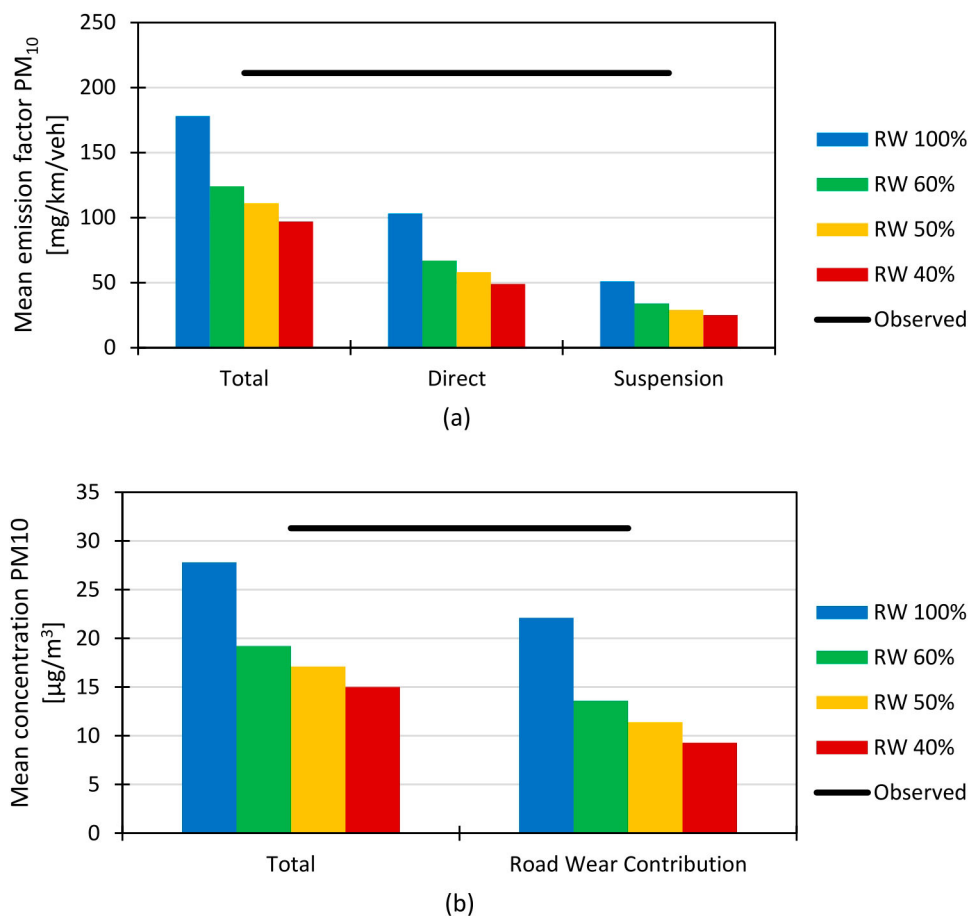 Mean emission factor PM₁₀
[mg/km/veh]
250
200
150
100
50
0
Total
Direct
Suspension
RW 100%
RW 60%
RW 50%
RW 40%
Observed
(a)
Mean concentration PM10
[µg/m³]
35
30
25
20
15
10
5
0
Total
Road Wear Contribution
RW 100%
RW 60%
RW 50%
RW 40%
Observed
(b)